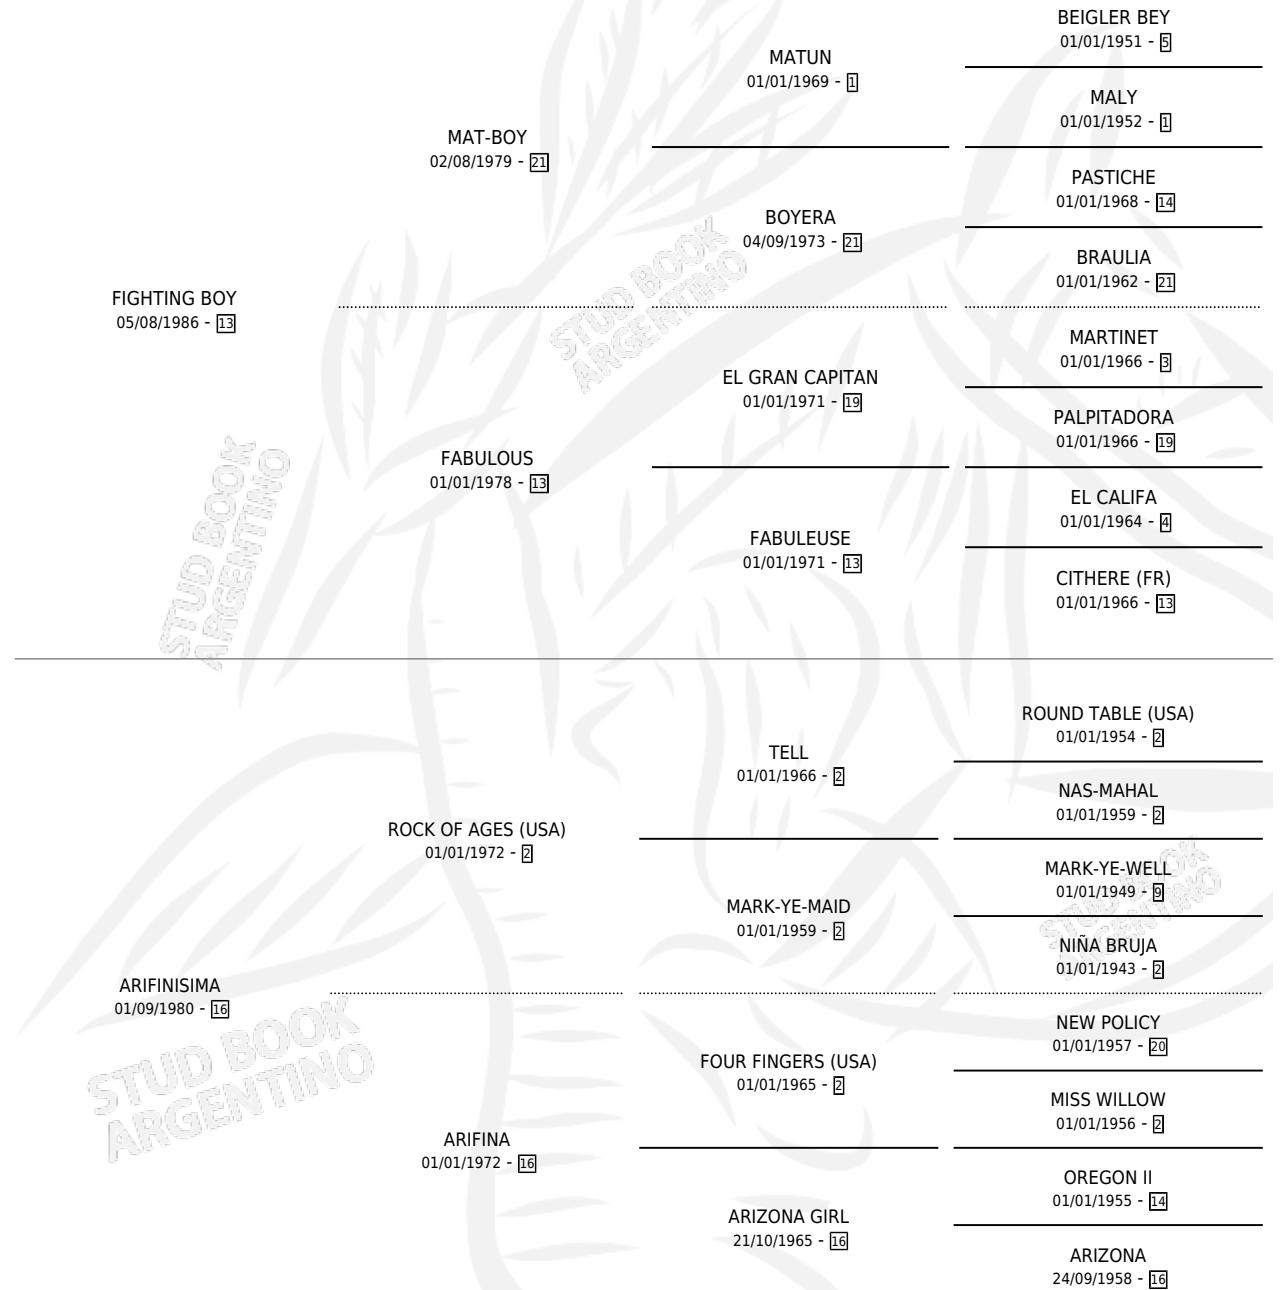 BEIGLER BEY
01/01/1951 - 5
MATUN
01/01/1969 - 1
MALY
01/01/1952 - 1
MAT-BOY
02/08/1979 - 21
PASTICHE
01/01/1968 - 14
BOYERA
04/09/1973 - 21
BRAULIA
01/01/1962 - 21
FIGHTING BOY
05/08/1986 - 13
STUD BOOK
ARGENTINO
MARTINET
01/01/1966 - 3
EL GRAN CAPITAN
01/01/1971 - 19
PALPITADORA
01/01/1966 - 19
FABULOUS
01/01/1978 - 13
EL CALIFA
01/01/1964 - 4
FABULEUSE
01/01/1971 - 13
CITHERE (FR)
01/01/1966 - 13
STUD BOOK
ARGENTINO
ROUND TABLE (USA)
01/01/1954 - 2
TELL
01/01/1966 - 2
NAS-MAHAL
01/01/1959 - 2
ROCK OF AGES (USA)
01/01/1972 - 2
MARK-YE-WELL
01/01/1949 - 9
MARK-YE-MAID
01/01/1959 - 2
STUD BOOK
ARGENTINO
NIÑA BRUJA
01/01/1943 - 2
ARIFINISIMA
01/09/1980 - 16
STUD BOOK
ARGENTINO
NEW POLICY
01/01/1957 - 20
FOUR FINGERS (USA)
01/01/1965 - 2
MISS WILLOW
01/01/1956 - 2
ARIFINA
01/01/1972 - 16
OREGON II
01/01/1955 - 14
ARIZONA GIRL
21/10/1965 - 16
ARIZONA
24/09/1958 - 16